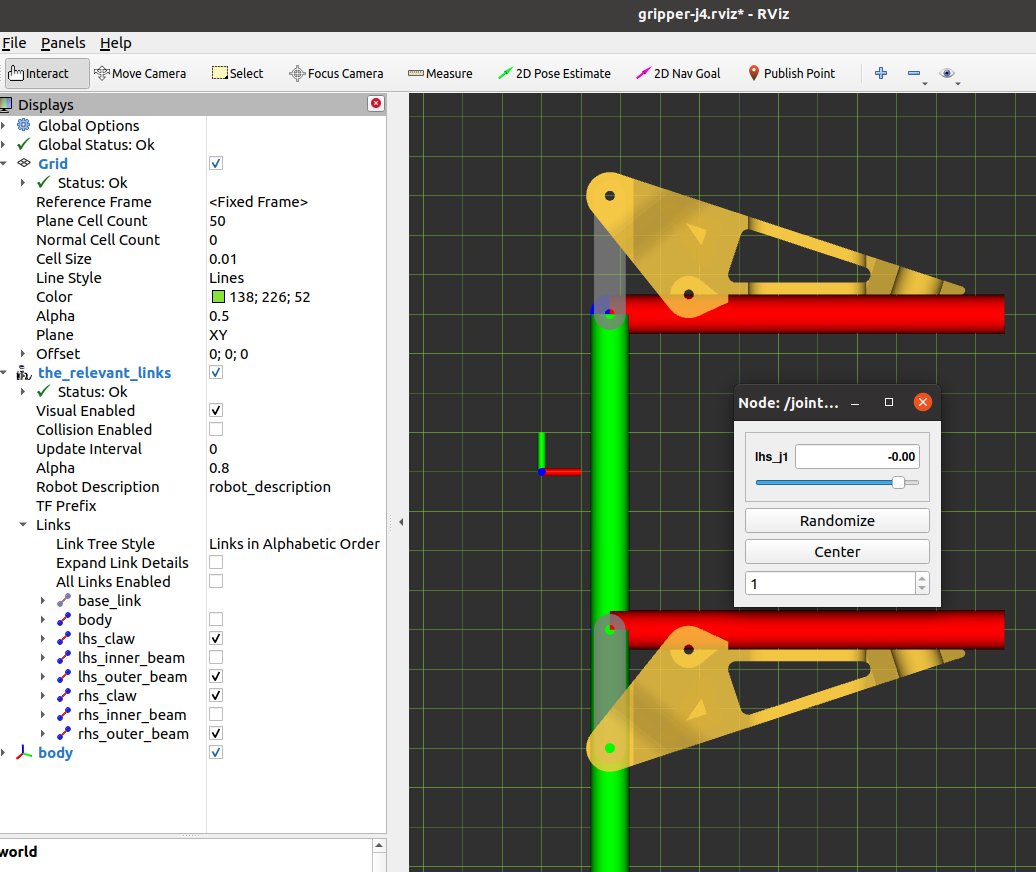 gripper-j4.rviz* - RViz
File Panels Help
Interact Move Camera Select Focus Camera Measure 2D Pose Estimate 2D Nav Goal Publish Point
Displays
Global Options
Global Status: Ok
Grid
Status: Ok
Reference Frame <Fixed Frame>
Plane Cell Count 50
Normal Cell Count 0
Cell Size 0.01
Line Style Lines
Color 138; 226; 52
Alpha 0.5
Plane XY
Offset 0; 0; 0
the_relevant_links
Status: Ok
Visual Enabled
Collision Enabled
Update Interval 0
Alpha 0.8
Robot Description robot_description
TF Prefix
Links
Link Tree Style Links in Alphabetic Order
Expand Link Details
All Links Enabled
base_link
body
lhs_claw
lhs_inner_beam
lhs_outer_beam
rhs_claw
rhs_inner_beam
rhs_outer_beam
body
world
Node: /joint...
lhs_j1 -0.00
Randomize
Center
1